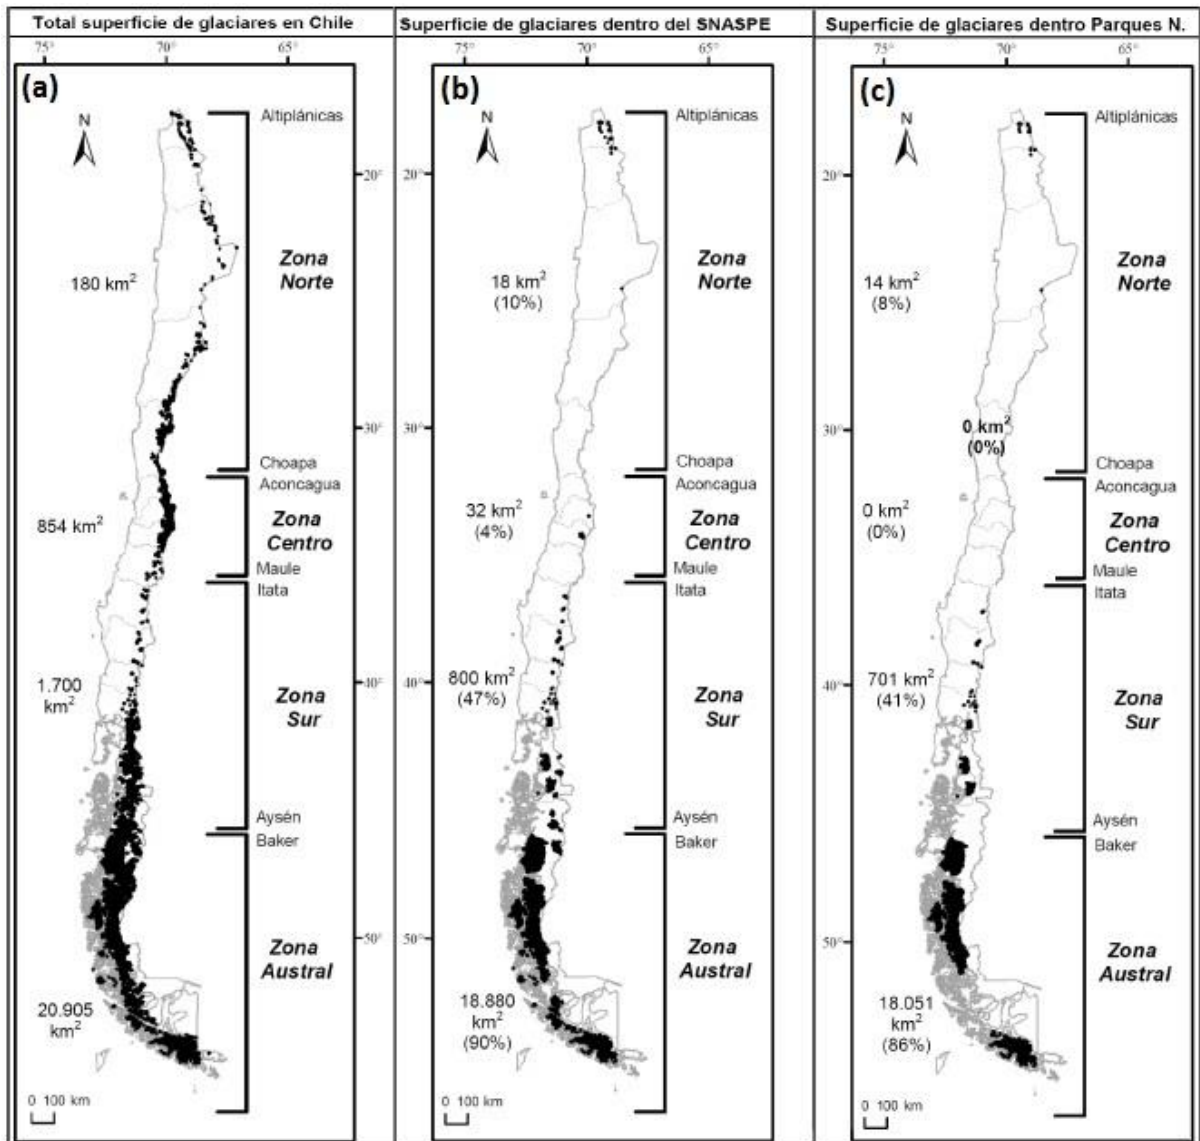 Total superficie de glaciares en Chile
75° 70° 65°
(a)
N
Altiplánicas
20°
Zona
Norte
180 km²
30°
Choapa
Aconcagua
854 km²
Zona
Centro
Maule
Itata
1.700
km²
40°
Zona
Sur
Aysén
Baker
50°
Zona
Austral
20.905
km²
0 100 km
Superficie de glaciares dentro del SNASPE
75° 70° 65°
(b)
N
Altiplánicas
20°
Zona
Norte
18 km²
(10%)
30°
Choapa
Aconcagua
32 km²
(4%)
Zona
Centro
Maule
Itata
800 km²
(47%)
40°
Zona
Sur
Aysén
Baker
50°
Zona
Austral
18.880
km²
(90%)
0 100 km
Superficie de glaciares dentro Parques N.
75° 70° 65°
(c)
N
Altiplánicas
20°
Zona
Norte
14 km²
(8%)
0 km²
(0%)
30°
Choapa
Aconcagua
0 km²
(0%)
Zona
Centro
Maule
Itata
701 km²
(41%)
40°
Zona
Sur
Aysén
Baker
50°
Zona
Austral
18.051
km²
(86%)
0 100 km